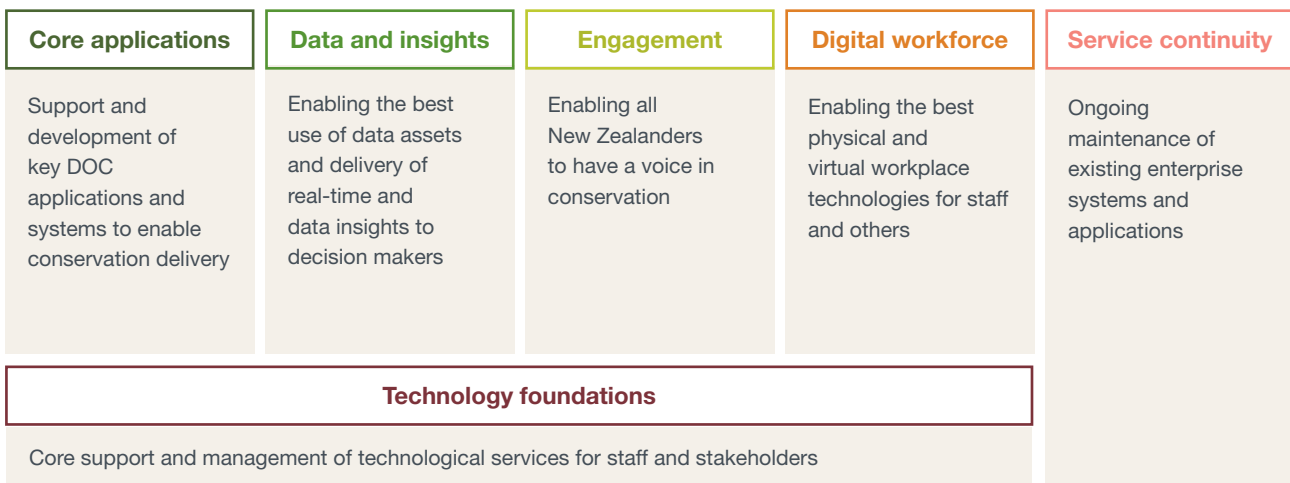 Core applications
Support and
development of
key DOC
applications and
systems to enable
conservation delivery
Data and insights
Enabling the best
use of data assets
and delivery of
real-time and
data insights to
decision makers
Engagement
Enabling all
New Zealanders
to have a voice in
conservation
Digital workforce
Enabling the best
physical and
virtual workplace
technologies for staff
and others
Service continuity
Ongoing
maintenance of
existing enterprise
systems and
applications
Technology foundations
Core support and management of technological services for staff and stakeholders